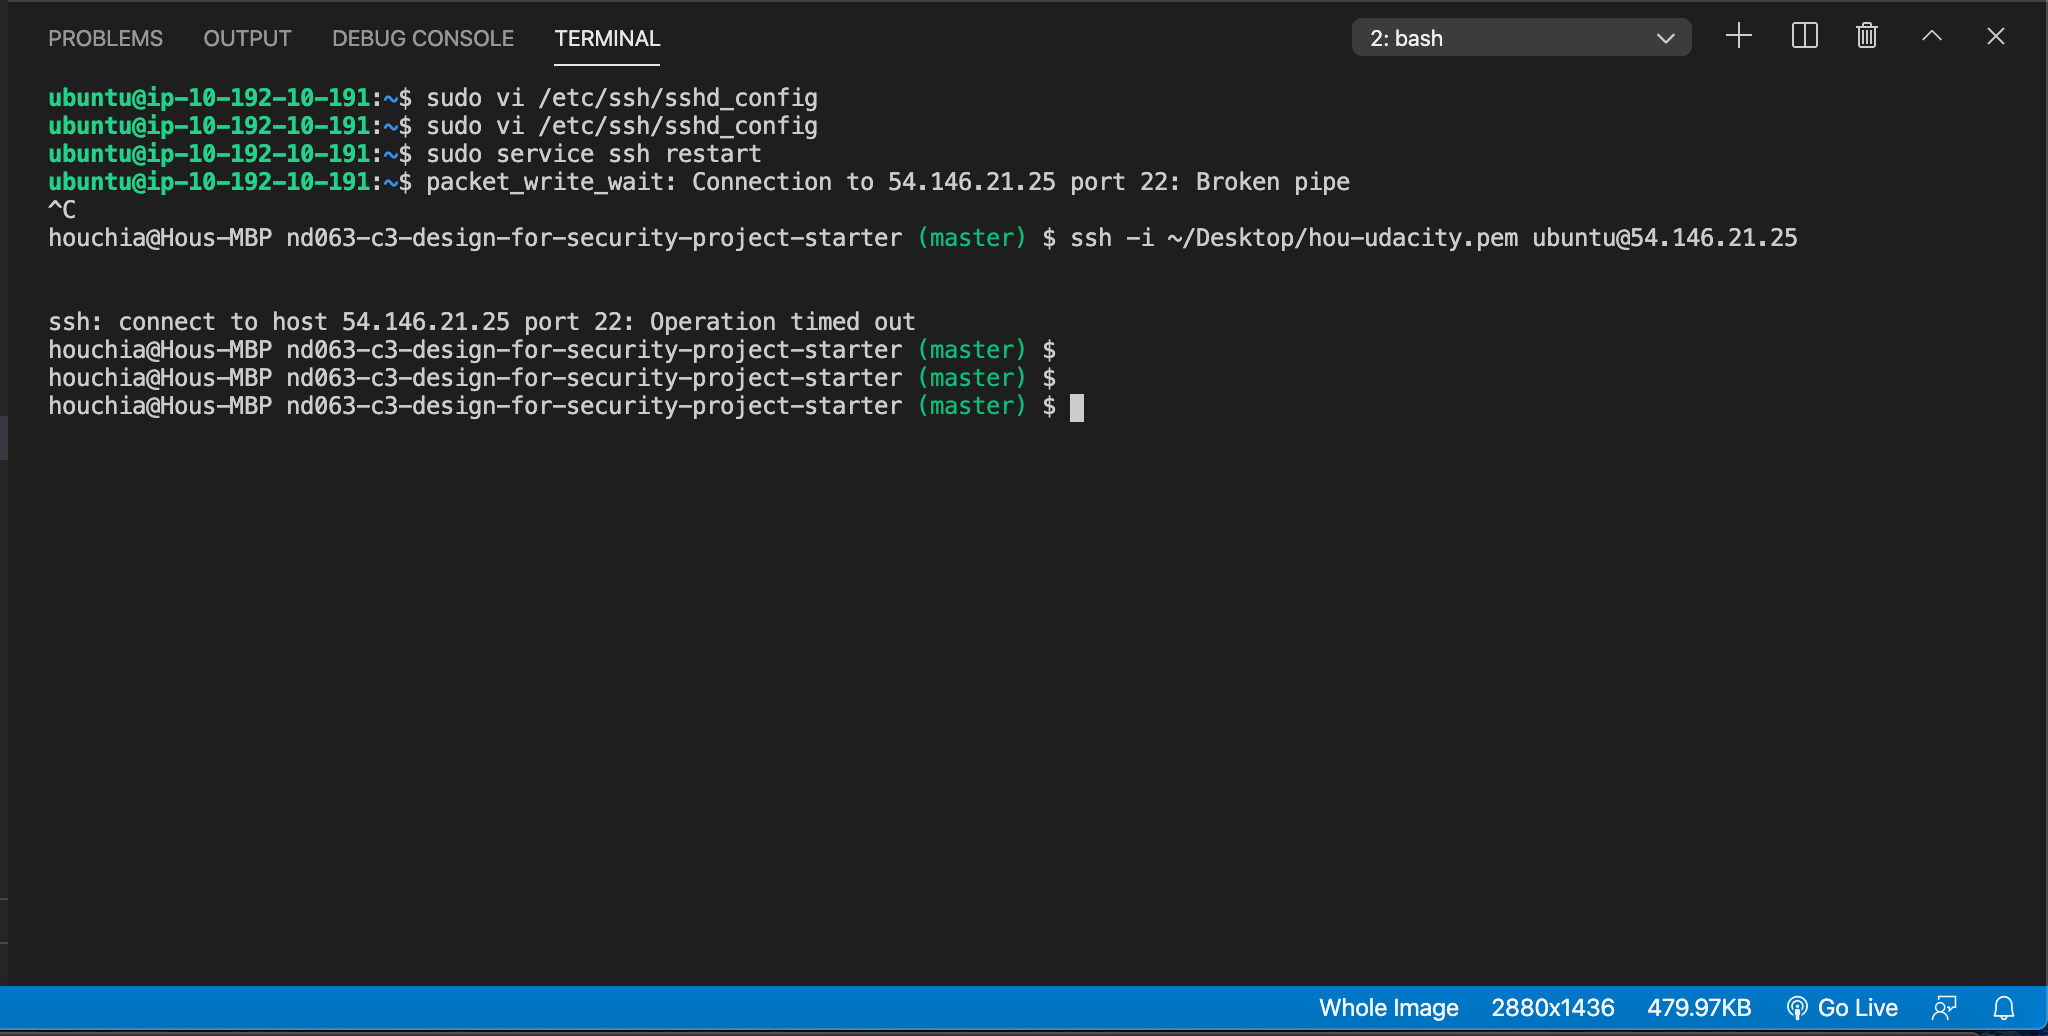 PROBLEMS OUTPUT DEBUG CONSOLE TERMINAL 2: bash
ubuntu@ip-10-192-10-191:~$ sudo vi /etc/ssh/sshd_config
ubuntu@ip-10-192-10-191:~$ sudo vi /etc/ssh/sshd_config
ubuntu@ip-10-192-10-191:~$ sudo service ssh restart
ubuntu@ip-10-192-10-191:~$ packet_write_wait: Connection to 54.146.21.25 port 22: Broken pipe
^C
houchia@Hous-MBP nd063-c3-design-for-security-project-starter (master) $ ssh -i ~/Desktop/hou-udacity.pem ubuntu@54.146.21.25
ssh: connect to host 54.146.21.25 port 22: Operation timed out
houchia@Hous-MBP nd063-c3-design-for-security-project-starter (master) $
houchia@Hous-MBP nd063-c3-design-for-security-project-starter (master) $
houchia@Hous-MBP nd063-c3-design-for-security-project-starter (master) $
Whole Image 2880x1436 479.97KB Go Live